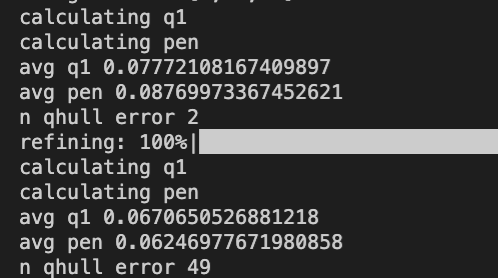 calculating q1
calculating pen
avg q1 0.07772108167409897
avg pen 0.08769973367452621
n qhull error 2
refining: 100%|
calculating q1
calculating pen
avg q1 0.0670650526881218
avg pen 0.06246977671980858
n qhull error 49